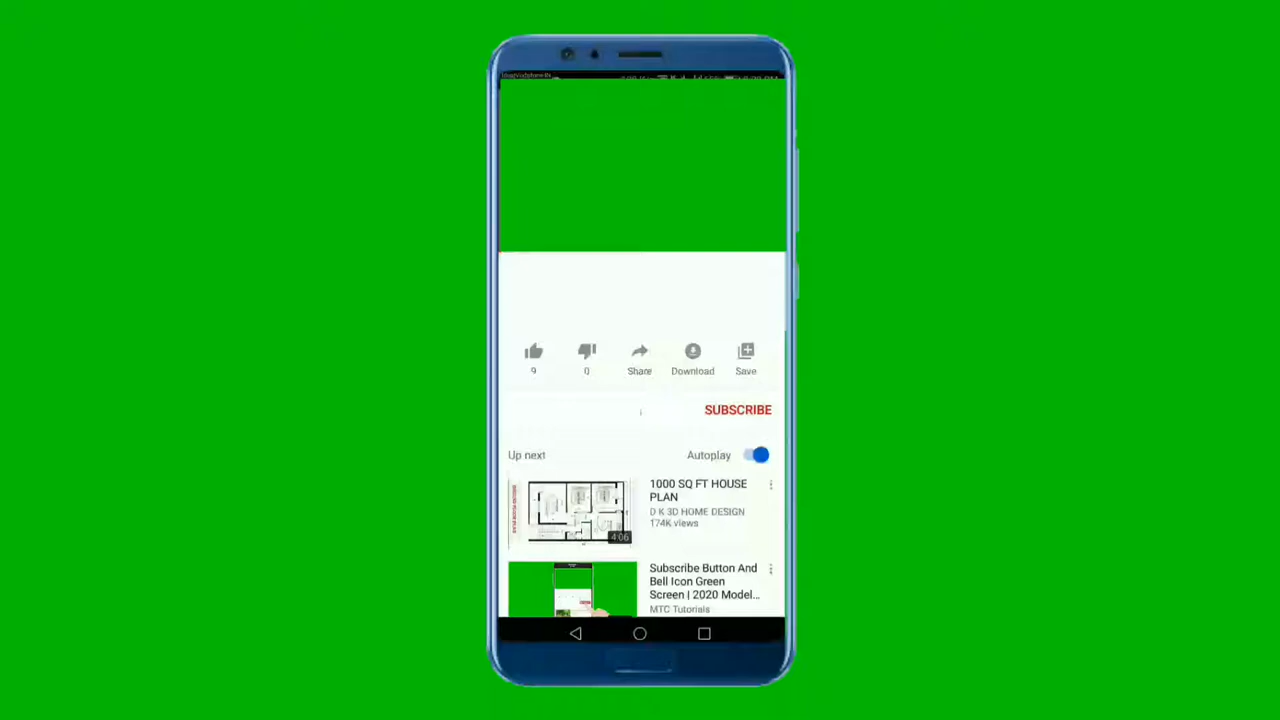 9
0
Share
Download
Save
SUBSCRIBE
Up next
Autoplay
1000 SQ FT HOUSE
PLAN
D K 3D HOME DESIGN
174K views
4:06
Subscribe Button And
Bell Icon Green
Screen | 2020 Model...
MTC Tutorials